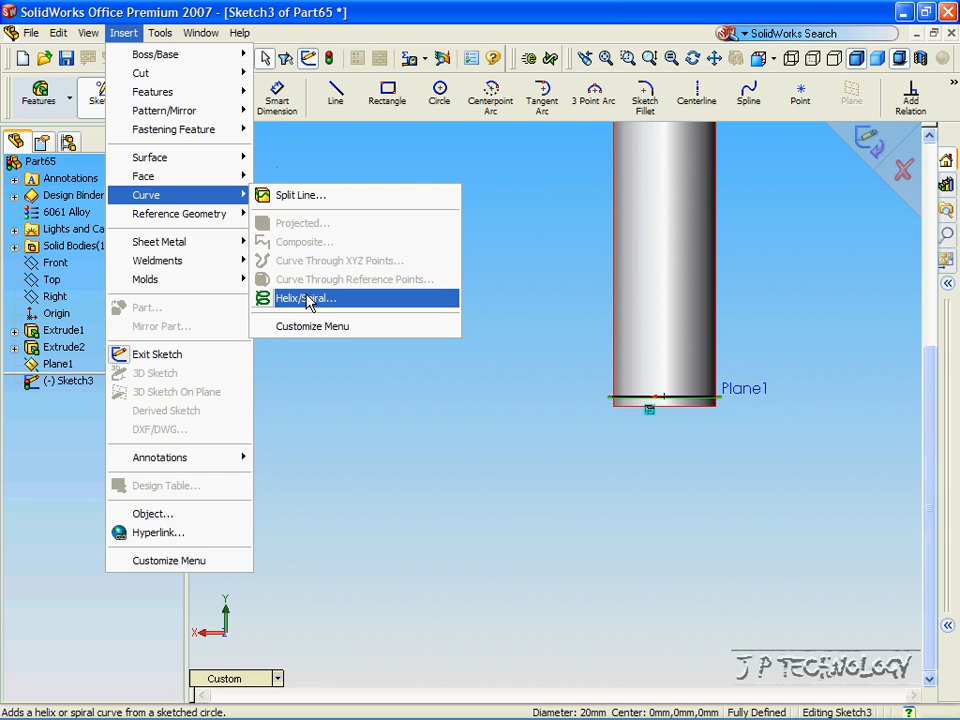 SolidWorks Office Premium 2007 - [Sketch3 of Part65 *]
File Edit View Insert Tools Window Help SolidWorks Search
Features
Sket
Smart Dimension
Line
Rectangle
Circle
Centerpoint Arc
Tangent Arc
3 Point Arc
Sketch Fillet
Centerline
Spline
Point
Plane
Add Relation
Boss/Base
Cut
Features
Pattern/Mirror
Fastening Feature
Surface
Face
Curve
Reference Geometry
Sheet Metal
Weldments
Molds
Part...
Mirror Part...
Exit Sketch
3D Sketch
3D Sketch On Plane
Derived Sketch
DXF/DWG...
Annotations
Design Table...
Object...
Hyperlink...
Customize Menu
Split Line...
Projected...
Composite...
Curve Through XYZ Points...
Curve Through Reference Points...
Helix/Spiral...
Customize Menu
Part65
Annotations
Design Binder
6061 Alloy
Lights and Ca
Solid Bodies(1
Front
Top
Right
Origin
Extrude1
Extrude2
Plane1
(-) Sketch3
Plane1
Y
X
Custom
J P TECHNOLOGY
Adds a helix or spiral curve from a sketched circle.
Diameter: 20mm Center: 0mm,0mm,0mm Fully Defined Editing Sketch3